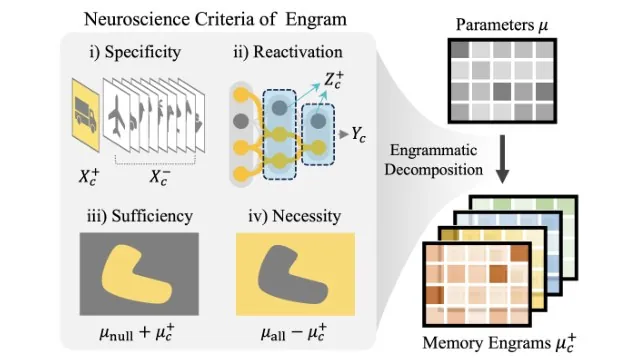 Neuroscience Criteria of Engram
i) Specificity
ii) Reactivation
X_c^+
X_c^-
Z_c^+
Y_c
iii) Sufficiency
iv) Necessity
μ_null + μ_c^+
μ_all − μ_c^+
Parameters μ
Engrammatic
Decomposition
Memory Engrams μ_c^+